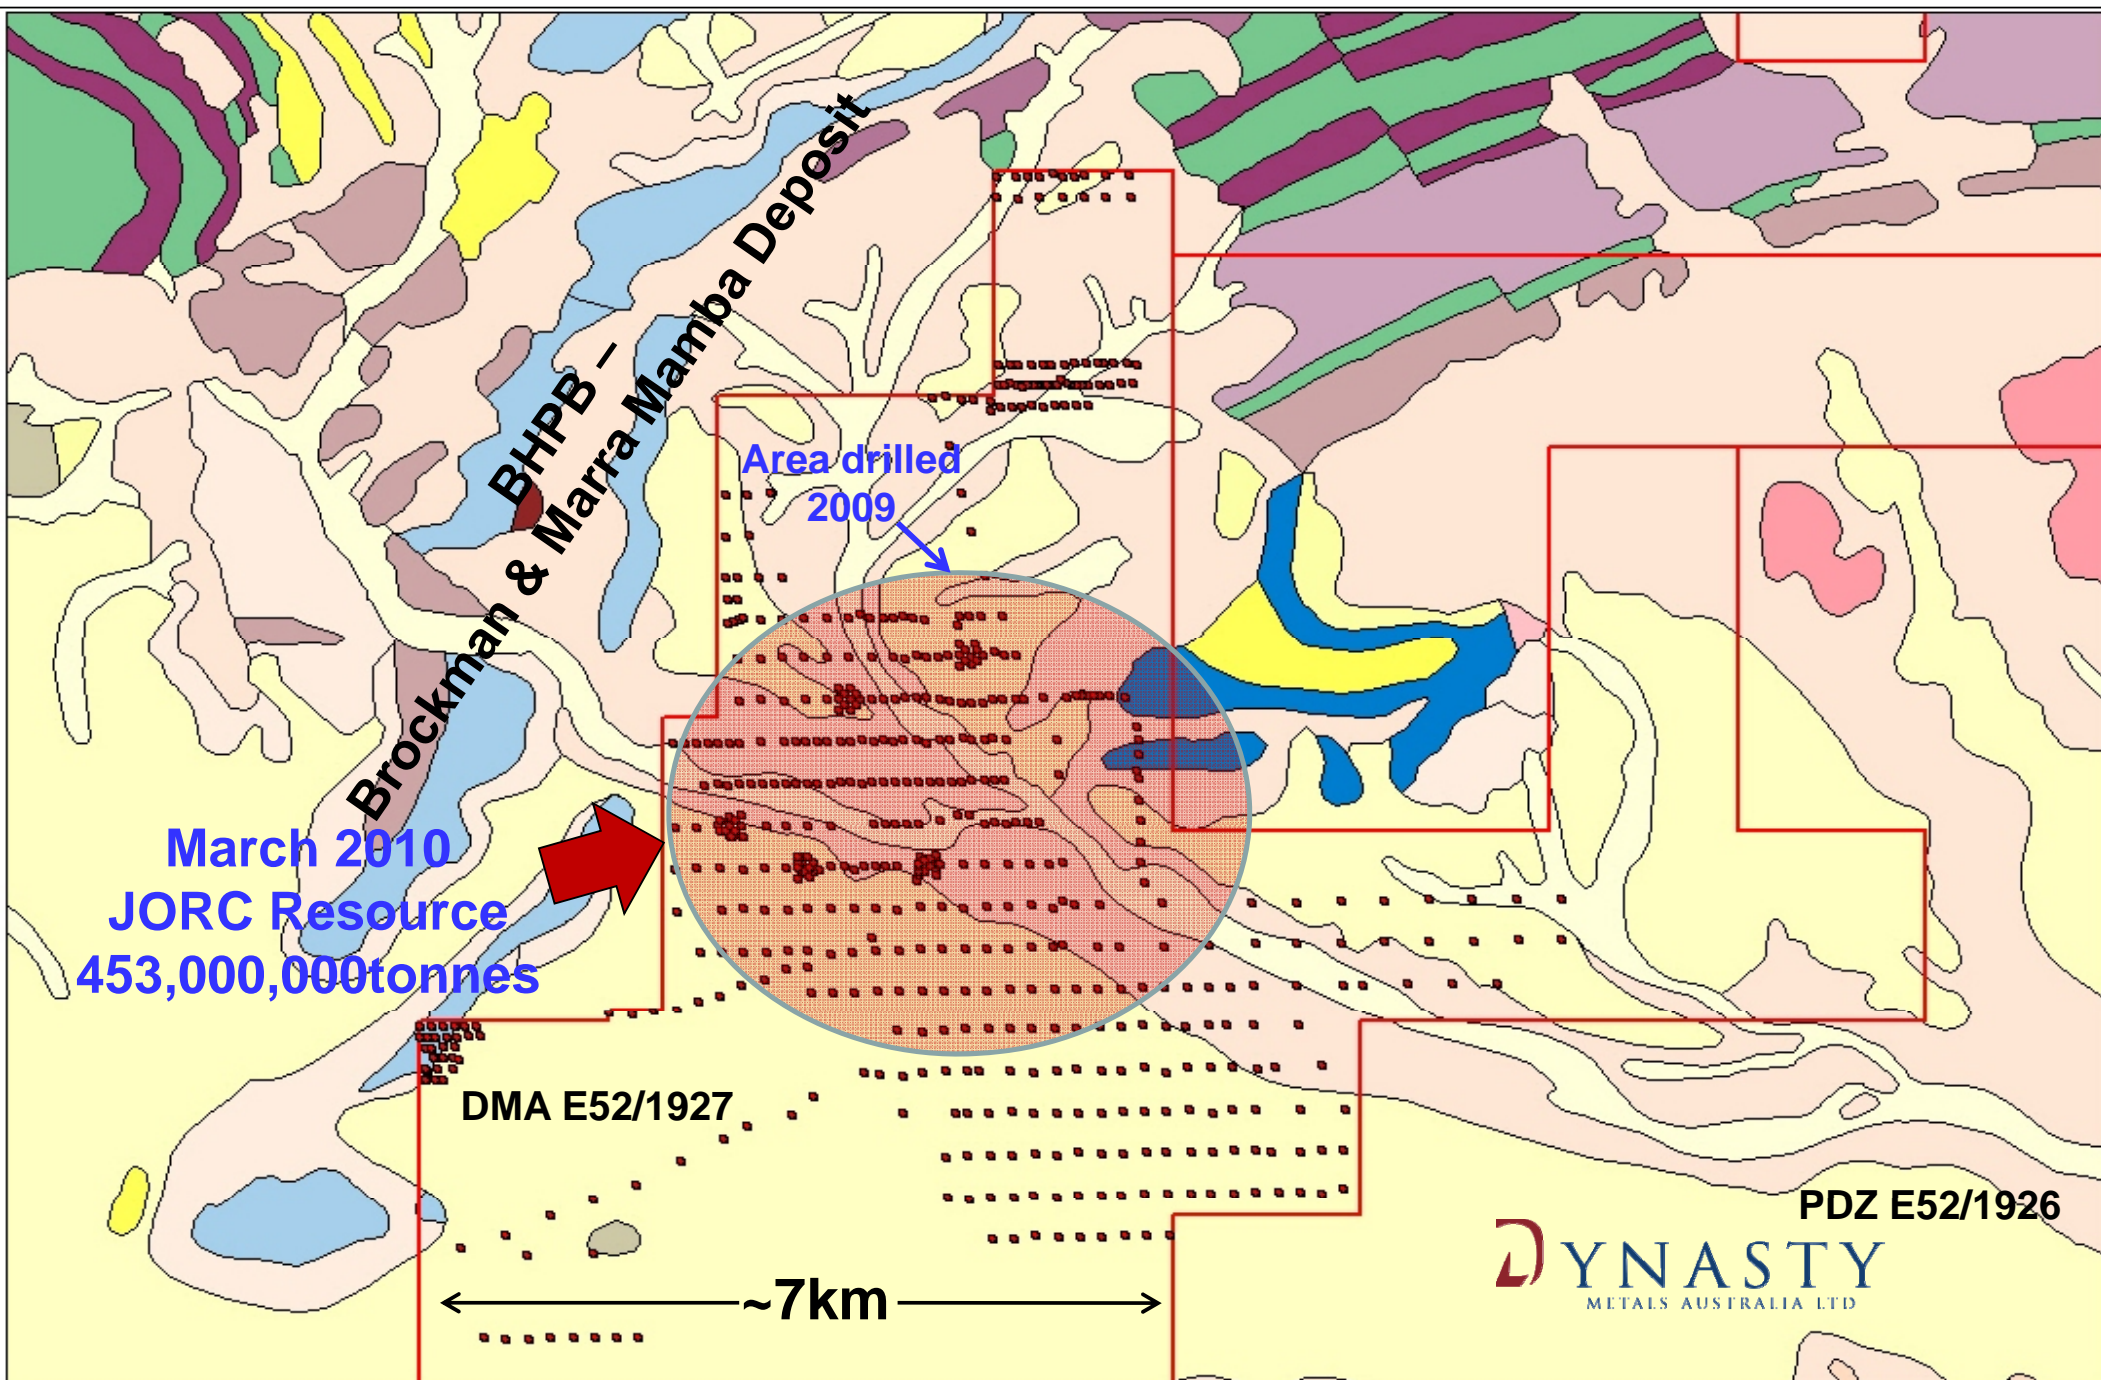 BHPB –
Brockman & Marra Mamba Deposit
Area drilled
2009
March 2010
JORC Resource
453,000,000tonnes
DMA E52/1927
~7km
PDZ E52/1926
DYNASTY
METALS AUSTRALIA LTD